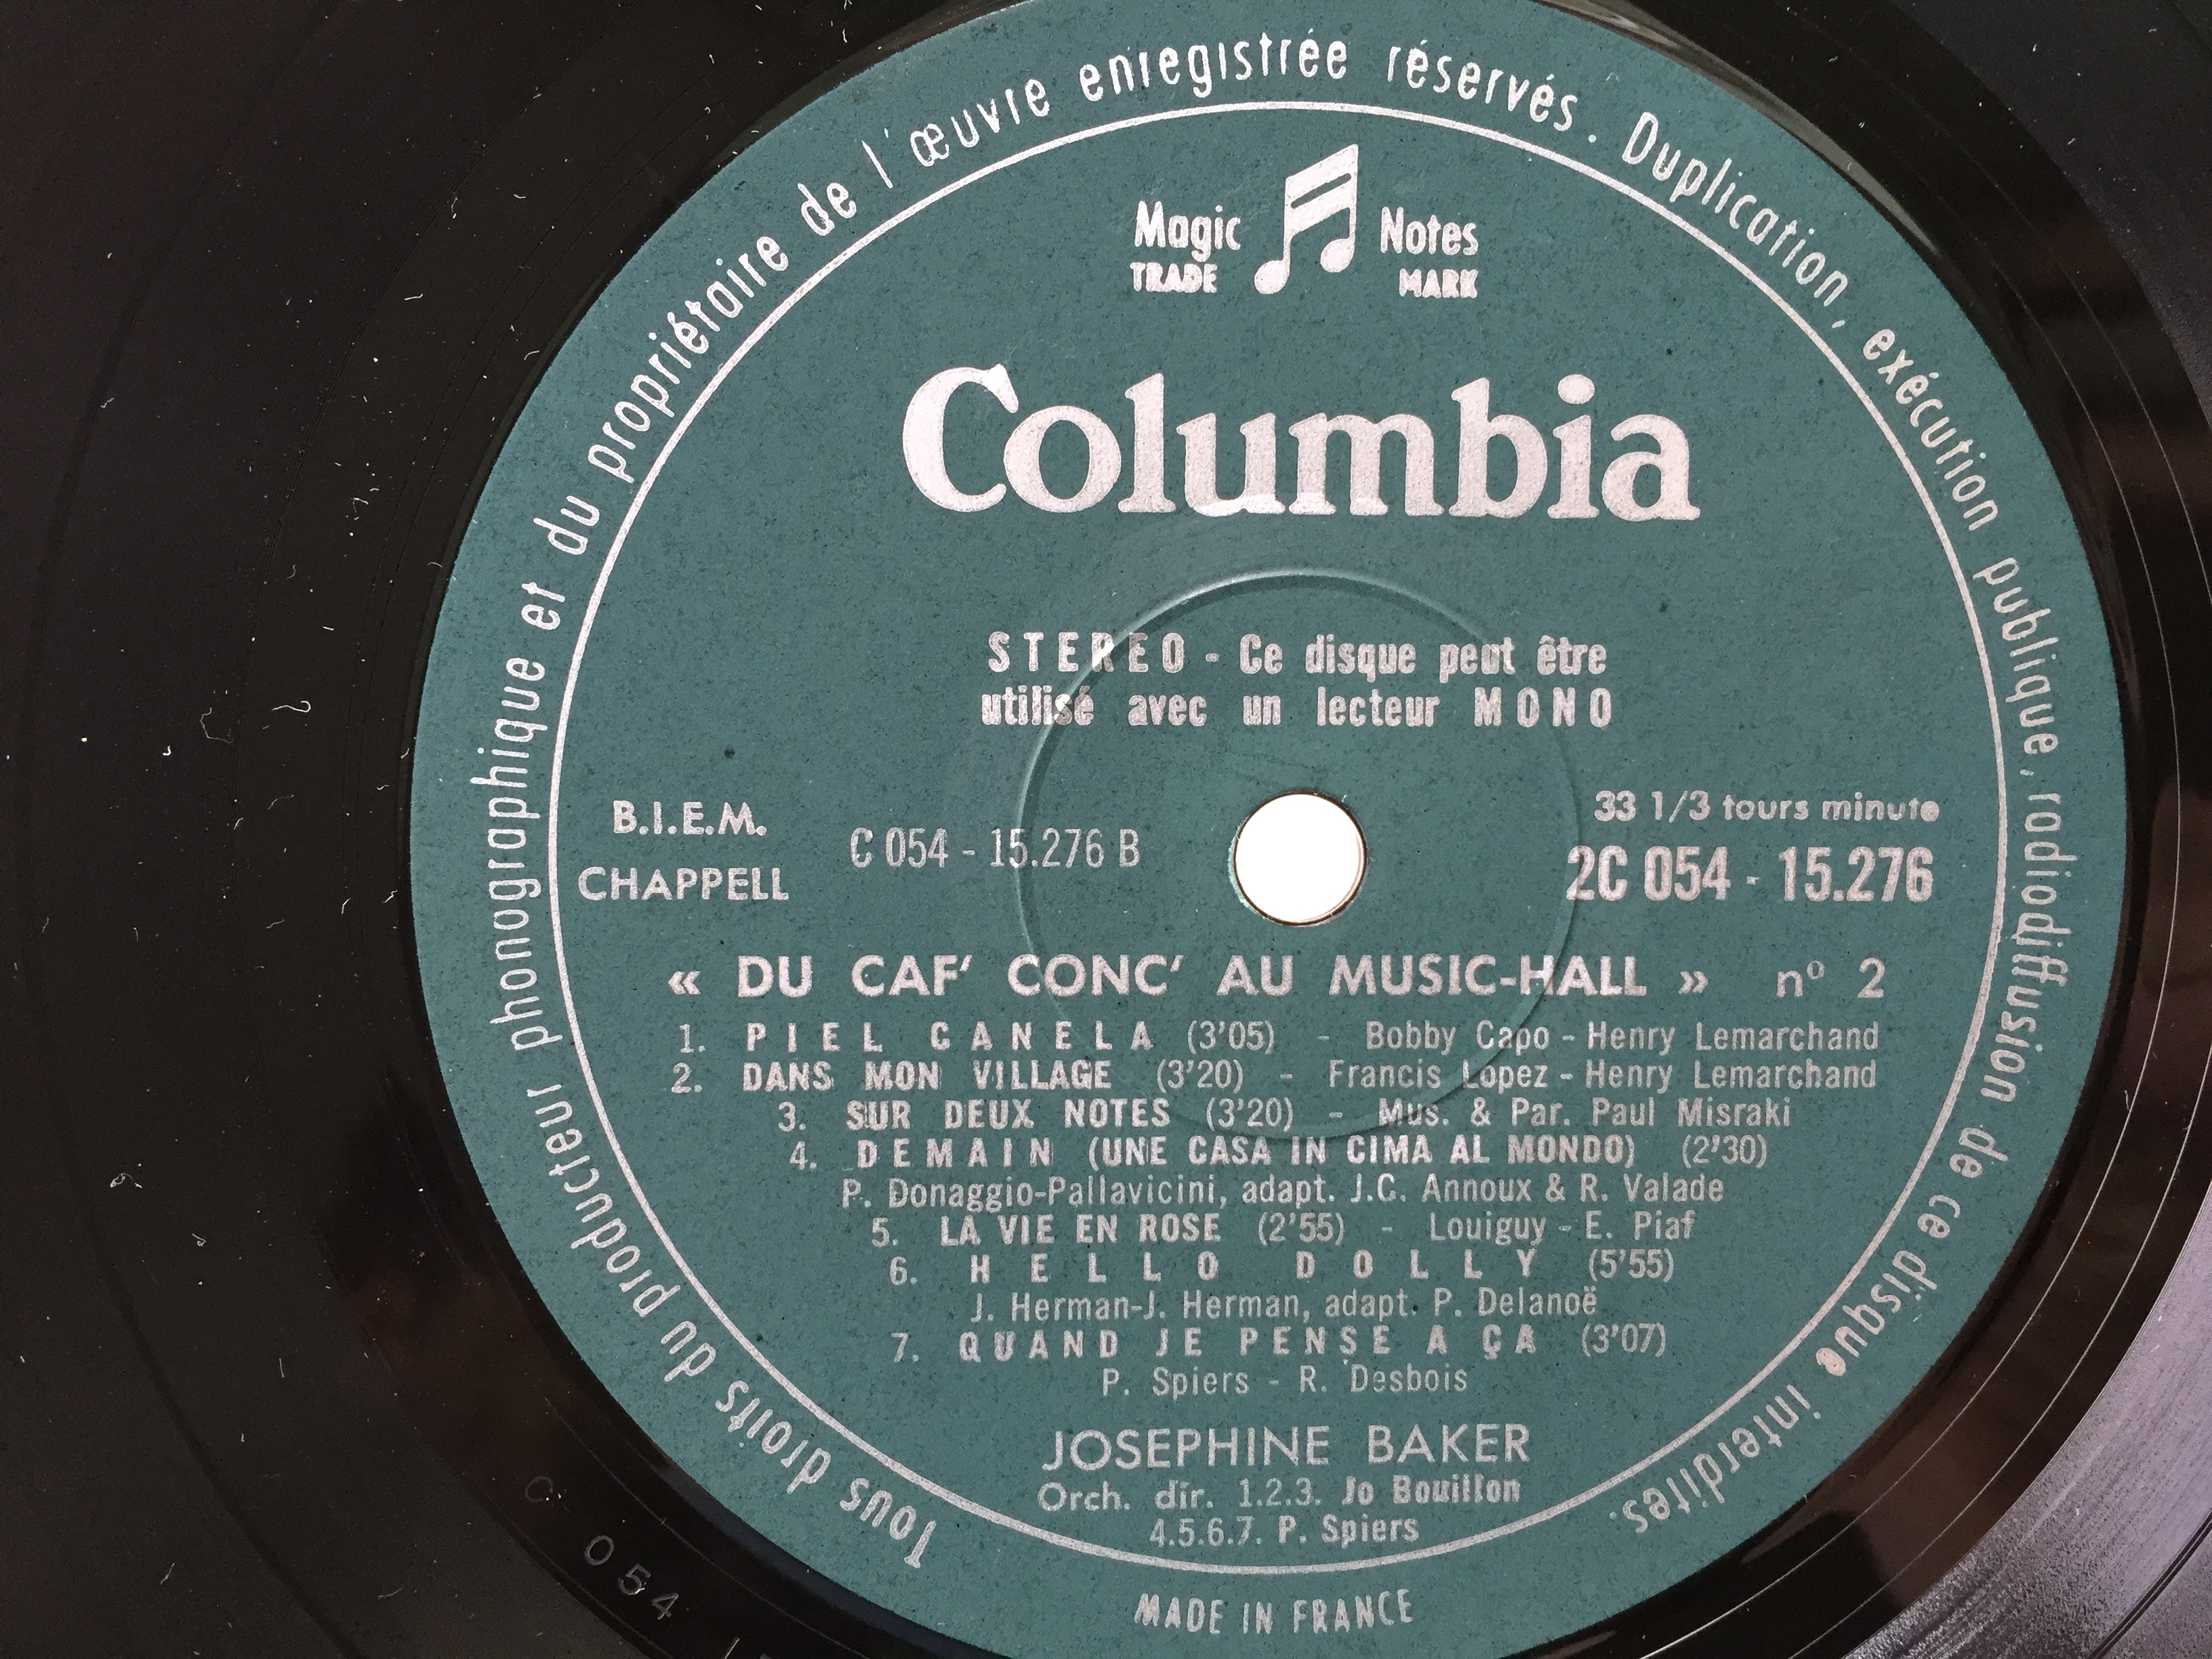 Tous droits du producteur phonographique et du propriétaire de l'œuvre enregistrée réservés. Duplication, exécution publique, radiodiffusion de ce disque interdites.
Magic Notes
TRADE MARK
Columbia
STEREO - Ce disque peut être
utilisé avec un lecteur MONO
B.I.E.M.
CHAPPELL
C 054 - 15.276 B
33 1/3 tours minute
2C 054 - 15.276
« DU CAF' CONC' AU MUSIC-HALL » nº 2
1. PIEL CANELA (3'05) - Bobby Capo - Henry Lemarchand
2. DANS MON VILLAGE (3'20) - Francis Lopez - Henry Lemarchand
3. SUR DEUX NOTES (3'20) - Mus. & Par. Paul Misraki
4. DEMAIN (UNE CASA IN CIMA AL MONDO) (2'30)
P. Donaggio-Pallavicini, adapt. J.C. Annoux & R. Valade
5. LA VIE EN ROSE (2'55) - Louiguy - E. Piaf
6. HELLO DOLLY (5'55)
J. Herman-J. Herman, adapt. P. Delanoë
7. QUAND JE PENSE A ÇA (3'07)
P. Spiers - R. Desbois
JOSEPHINE BAKER
Orch. dir. 1.2.3. Jo Bouillon
4.5.6.7. P. Spiers
MADE IN FRANCE
C 054